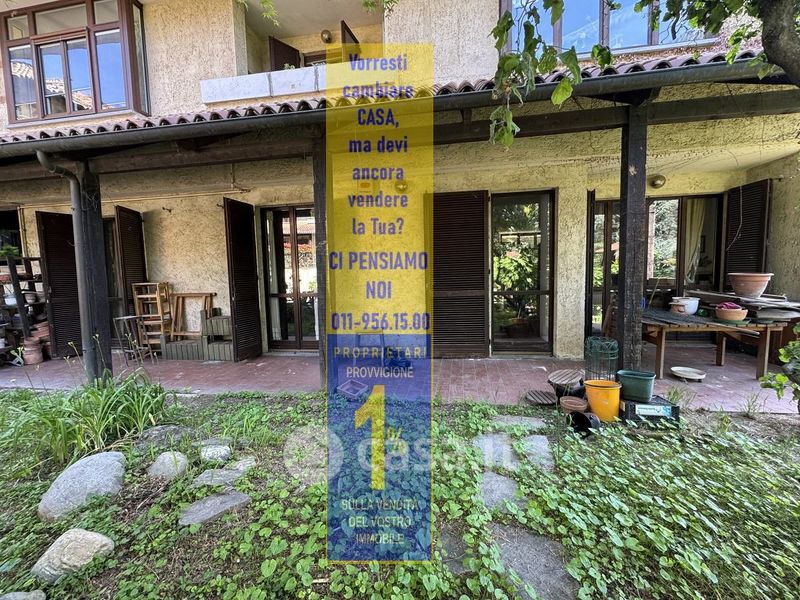 Vorresti
cambiare
CASA,
ma devi
ancora
vendere
la Tua?
CI PENSIAMO
NOI
011-956.15.00
PROPRIETARI
PROVVIGIONE
1%
casa.it
SULLA VENDITA
DEL VOSTRO
IMMOBILE